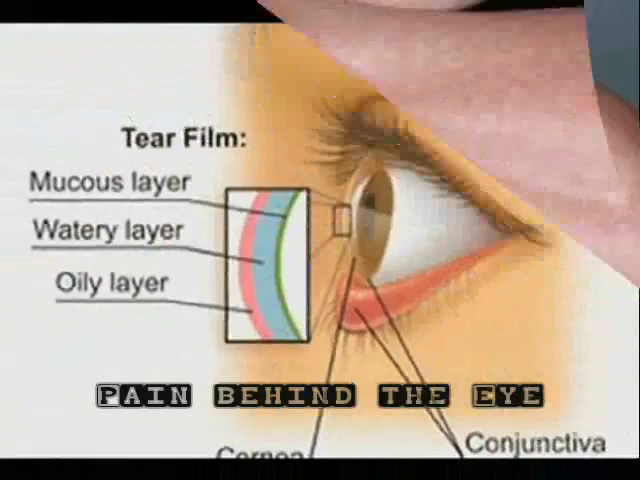 Tear Film:
Mucous layer
Watery layer
Oily layer
PAIN BEHIND THE EYE
Cornea
Conjunctiva